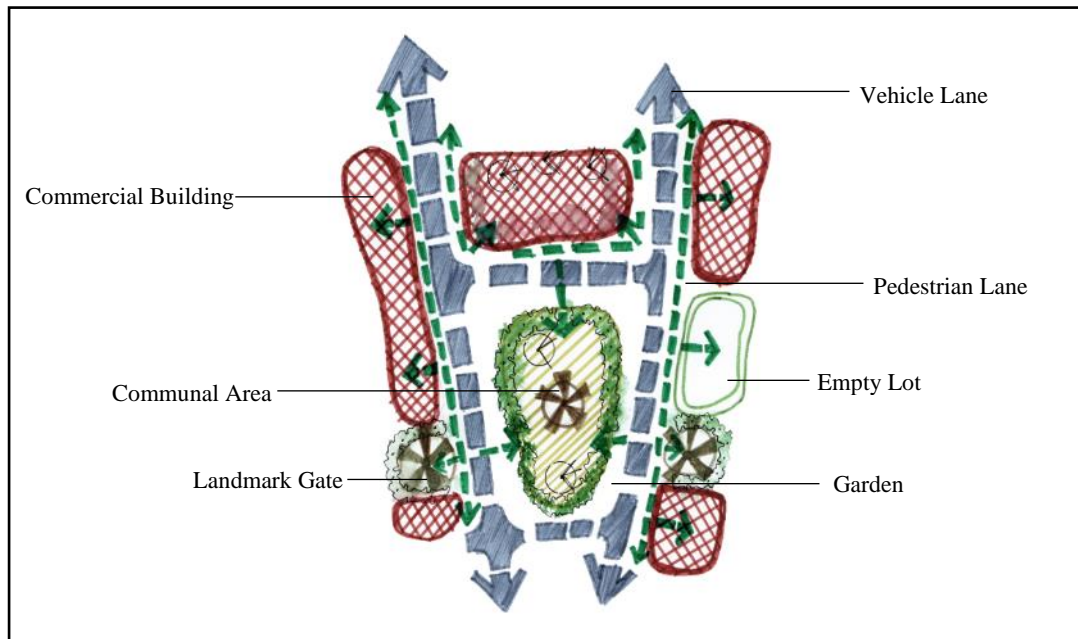 Vehicle Lane
Commercial Building
Pedestrian Lane
Communal Area
Empty Lot
Landmark Gate
Garden